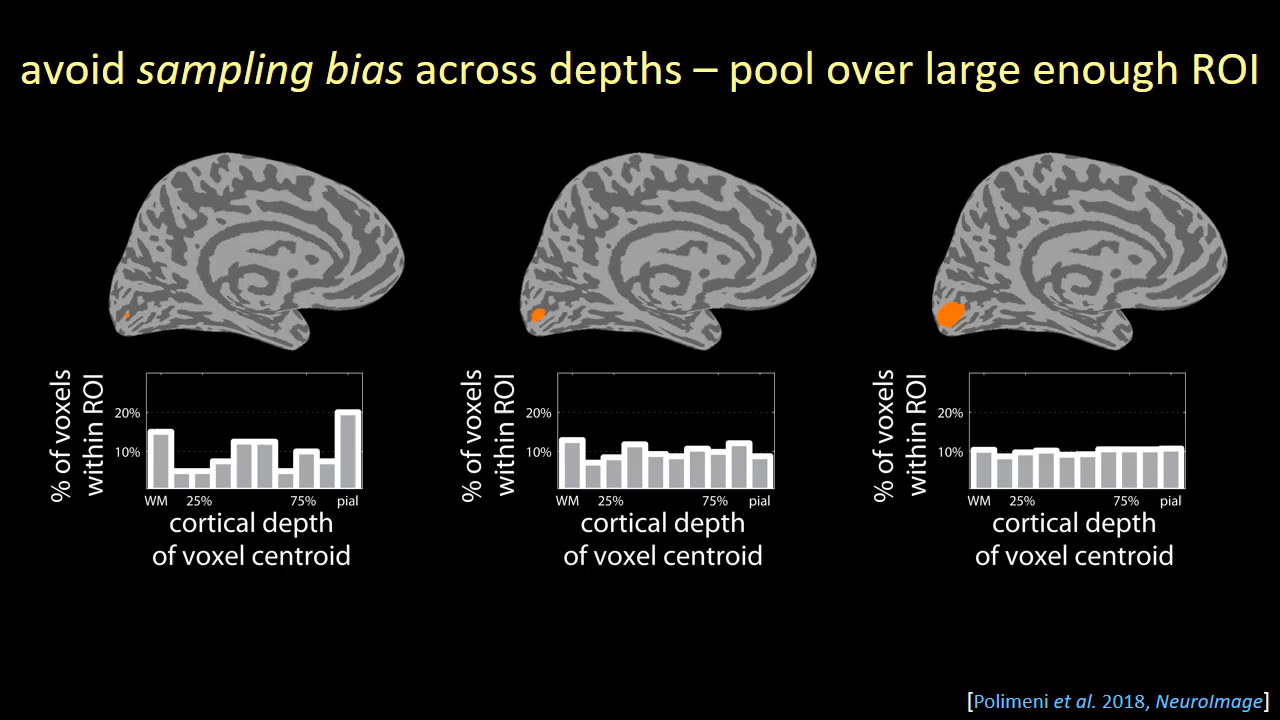 avoid sampling bias across depths – pool over large enough ROI
% of voxels
within ROI
20%
10%
WM 25% 75% pial
cortical depth
of voxel centroid
% of voxels
within ROI
20%
10%
WM 25% 75% pial
cortical depth
of voxel centroid
% of voxels
within ROI
20%
10%
WM 25% 75% pial
cortical depth
of voxel centroid
[Polimeni et al. 2018, NeuroImage]